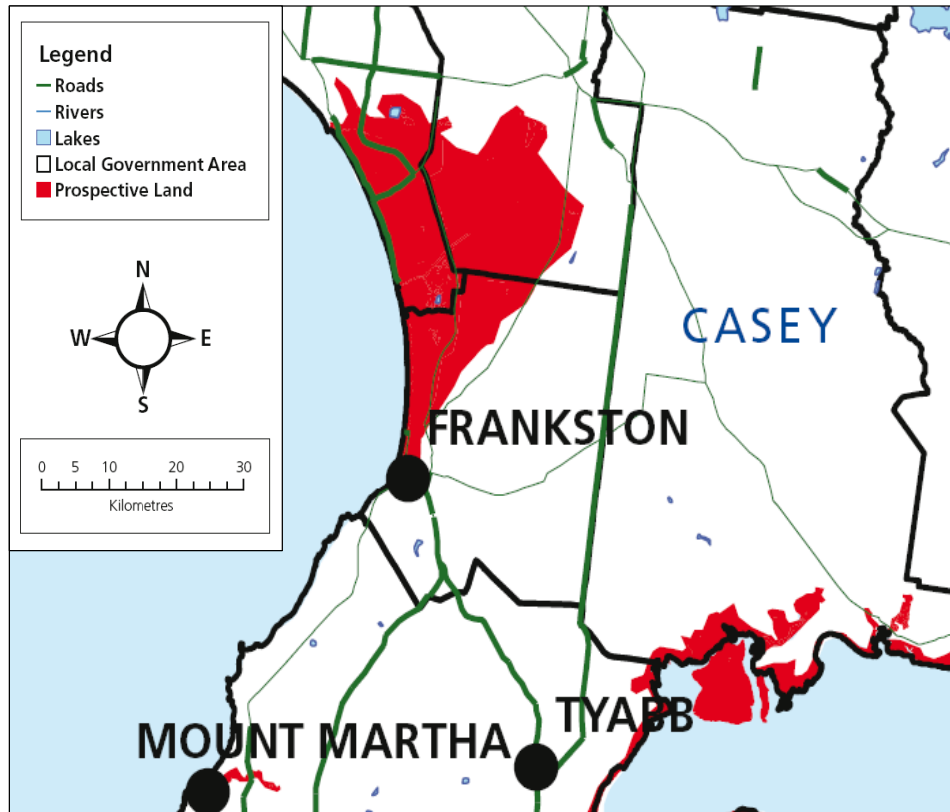 Legend
Roads
Rivers
Lakes
Local Government Area
Prospective Land
N
W E
S
0 5 10 20 30
Kilometres
CASEY
FRANKSTON
TYABB
MOUNT MARTHA